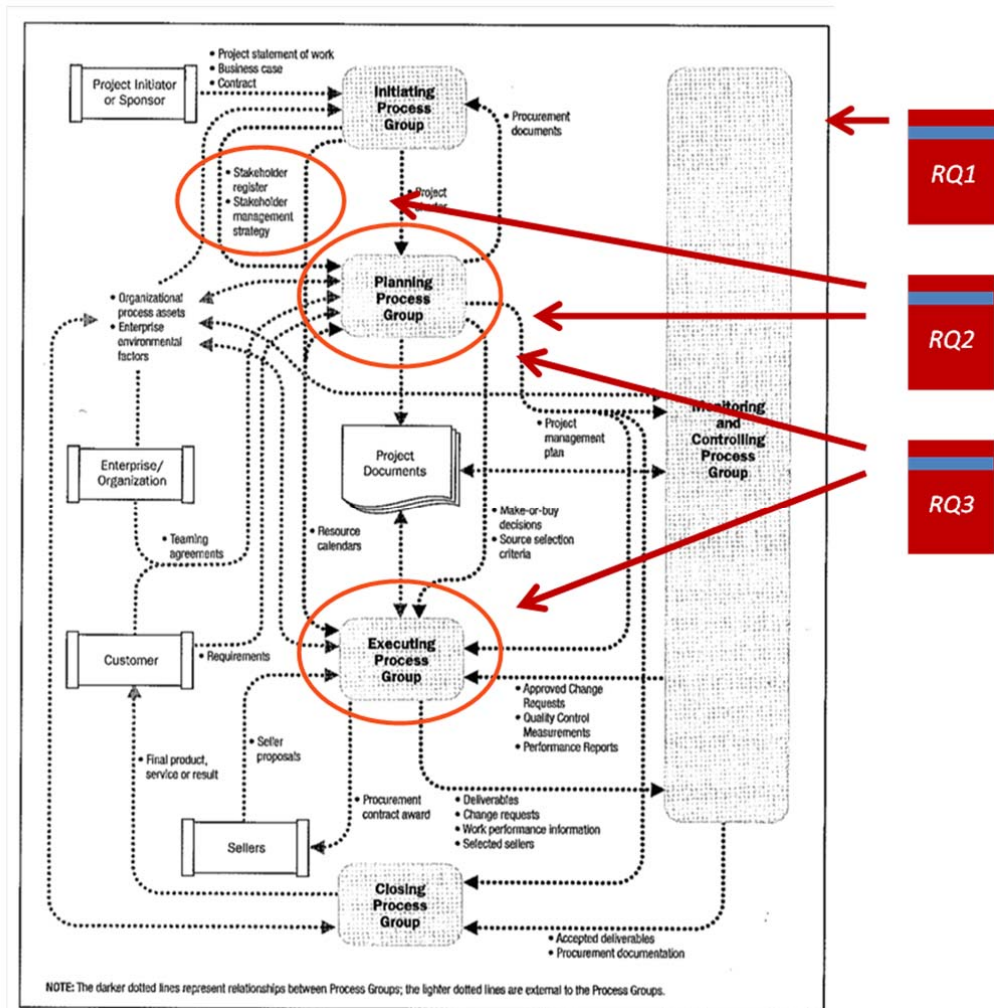 • Project statement of work
• Business case
• Contract
Project Initiator
or Sponsor
Initiating
Process
Group
• Procurement
documents
• Stakeholder
register
• Stakeholder
management
strategy
• Project
RQ1
Planning
Process
Group
• Organizational
process assets
• Enterprise
environmental
factors
RQ2
Monitoring
and
Controlling
Process
Group
• Project
management
plan
Project
Documents
Enterprise/
Organization
RQ3
• Make-or-buy
decisions
• Source selection
criteria
• Resource
calendars
• Teaming
agreements
Executing
Process
Group
Customer
• Requirements
• Approved Change
Requests
• Quality Control
Measurements
• Performance Reports
• Seller
proposals
• Final product,
service or result
• Procurement
contract award
• Deliverables
• Change requests
• Work performance information
• Selected sellers
Sellers
Closing
Process
Group
• Accepted deliverables
• Procurement documentation
NOTE: The darker dotted lines represent relationships between Process Groups; the lighter dotted lines are external to the Process Groups.